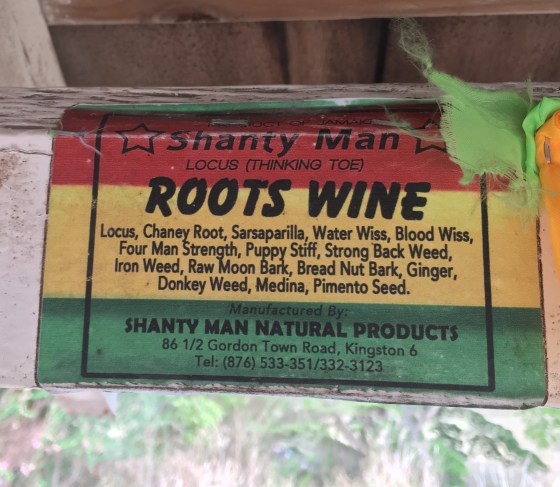 Shanty Man
LOCUS (THINKING TOE)
ROOTS WINE
Locus, Chaney Root, Sarsaparilla, Water Wiss, Blood Wiss,
Four Man Strength, Puppy Stiff, Strong Back Weed,
Iron Weed, Raw Moon Bark, Bread Nut Bark, Ginger,
Donkey Weed, Medina, Pimento Seed.
Manufactured By:
SHANTY MAN NATURAL PRODUCTS
86 1/2 Gordon Town Road, Kingston 6
Tel: (876) 533-351/332-3123